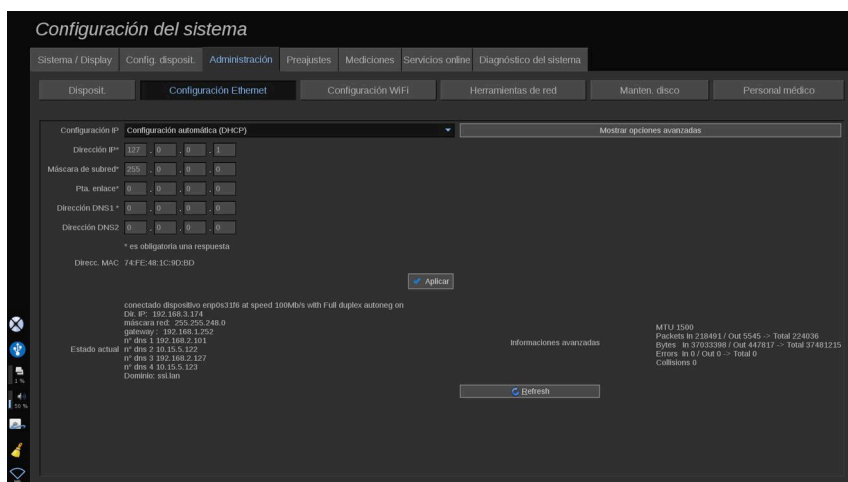 Configuración del sistema
Sistema / Display Config. disposit. Administración Preajustes Mediciones Servicios online Diagnóstico del sistema
Disposit. Configuración Ethernet Configuración WiFi Herramientas de red Manten. disco Personal médico
Configuración IP Configuración automática (DHCP) Mostrar opciones avanzadas
Dirección IP* 127 . 0 . 0 . 1
Máscara de subred* 255 . 0 . 0 . 0
Pta. enlace* 0 . 0 . 0 . 0
Dirección DNS1 * 0 . 0 . 0 . 0
Dirección DNS2 0 . 0 . 0 . 0
* es obligatoria una respuesta
Direcc. MAC 74:FE:48:1C:9D:BD
Aplicar
Estado actual
conectado dispositivo enp0s31f6 at speed 100Mb/s with Full duplex autoneg on
Dir. IP: 192.168.3.174
máscara red: 255.255.248.0
gateway : 192.168.1.252
n° dns 1 192.168.2.101
n° dns 2 10.15.5.122
n° dns 3 192.168.2.127
n° dns 4 10.15.5.123
Dominio: ssi.lan
Informaciones avanzadas
MTU 1500
Packets In 218491 / Out 5545 -> Total 224036
Bytes In 37033398 / Out 447817 -> Total 37481215
Errors In 0 / Out 0 -> Total 0
Collisions 0
Refresh
1 %
50 %